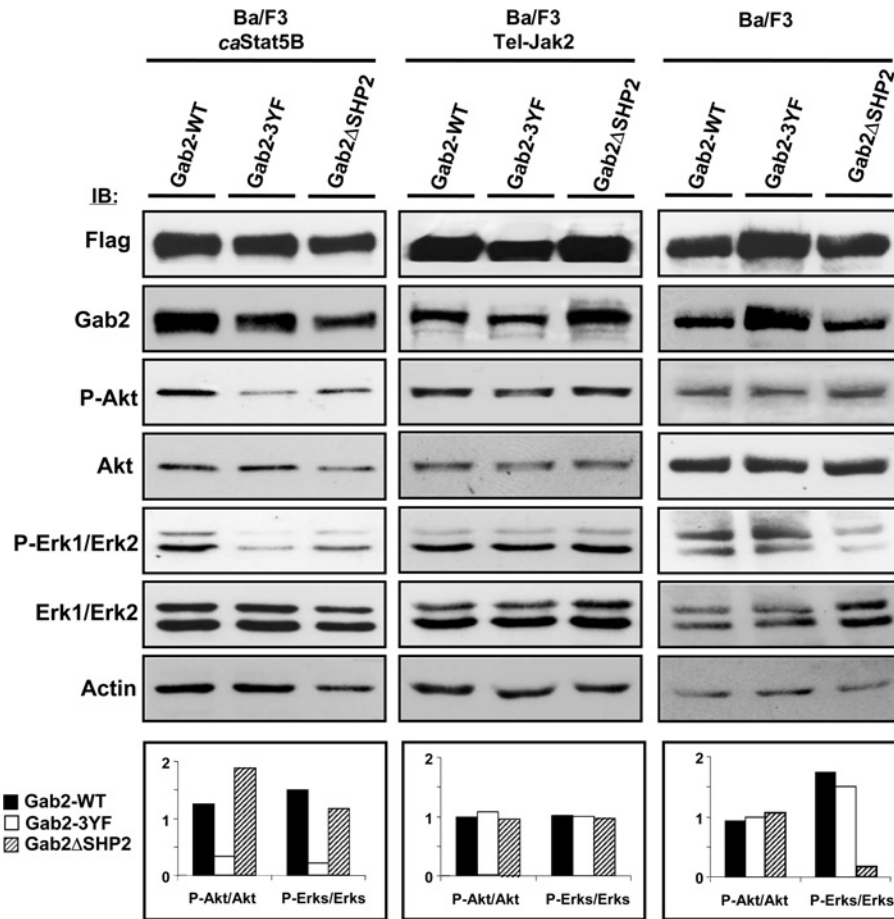 Ba/F3
caStat5B
Ba/F3
Tel-Jak2
Ba/F3
Gab2-WT
Gab2-3YF
Gab2ΔSHP2
Gab2-WT
Gab2-3YF
Gab2ΔSHP2
Gab2-WT
Gab2-3YF
Gab2ΔSHP2
IB:
Flag
Gab2
P-Akt
Akt
P-Erk1/Erk2
Erk1/Erk2
Actin
Gab2-WT
Gab2-3YF
Gab2ΔSHP2
2
1
0
P-Akt/Akt P-Erks/Erks
2
1
0
P-Akt/Akt P-Erks/Erks
2
1
0
P-Akt/Akt P-Erks/Erks